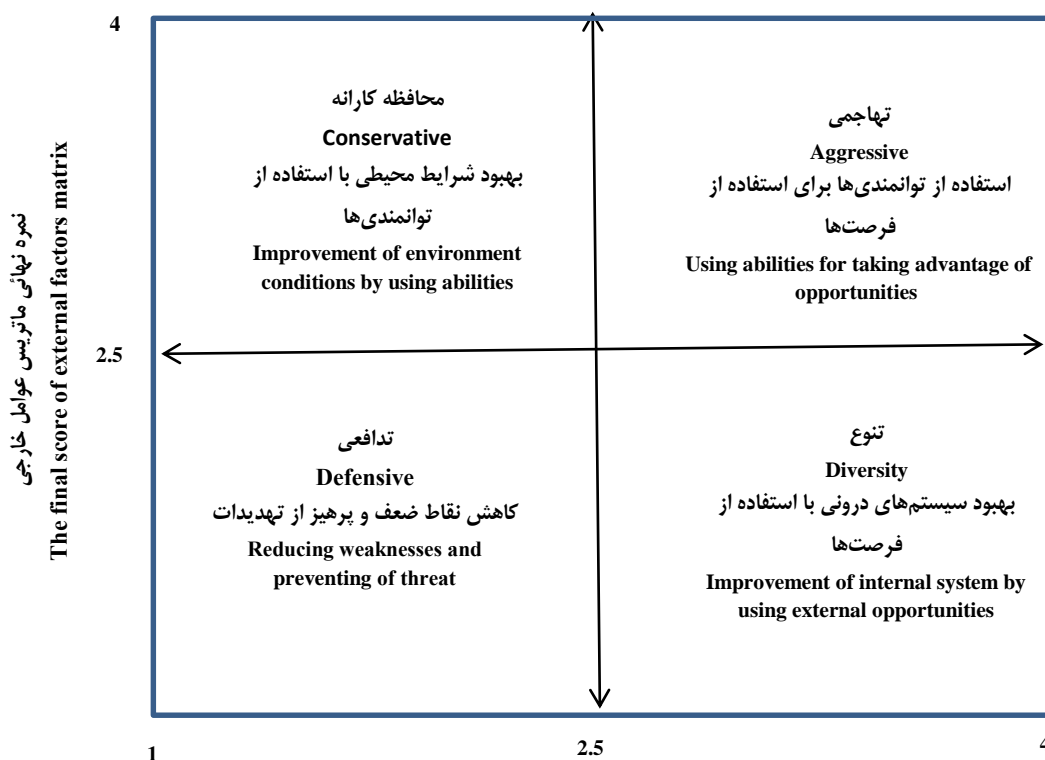 4
محافظه کارانه
Conservative
بهبود شرایط محیطی با استفاده از
توانمندی‌ها
Improvement of environment
conditions by using abilities
تهاجمی
Aggressive
استفاده از توانمندی‌ها برای استفاده از
فرصت‌ها
Using abilities for taking advantage of
opportunities
نمره نهائی ماتریس عوامل خارجی
The final score of external factors matrix
2.5
تدافعی
Defensive
کاهش نقاط ضعف و پرهیز از تهدیدات
Reducing weaknesses and
preventing of threat
تنوع
Diversity
بهبود سیستم‌های درونی با استفاده از
فرصت‌ها
Improvement of internal system by
using external opportunities
1
2.5
4